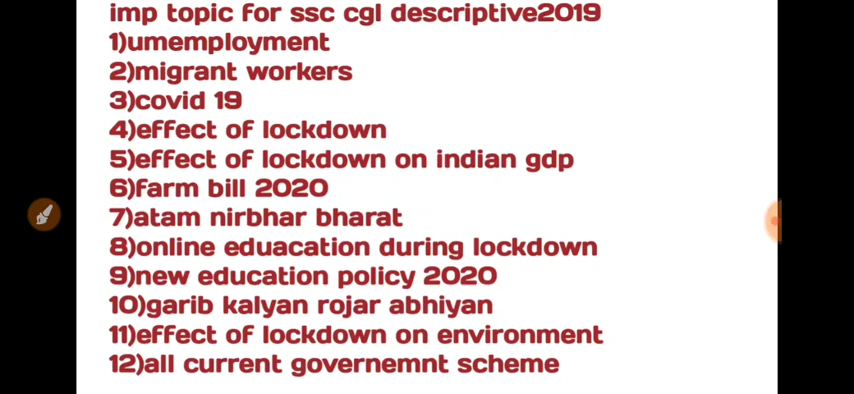 imp topic for ssc cgl descriptive2019
1)umemployment
2)migrant workers
3)covid 19
4)effect of lockdown
5)effect of lockdown on indian gdp
6)farm bill 2020
7)atam nirbhar bharat
8)online eduacation during lockdown
9)new education policy 2020
10)garib kalyan rojar abhiyan
11)effect of lockdown on environment
12)all current governemnt scheme